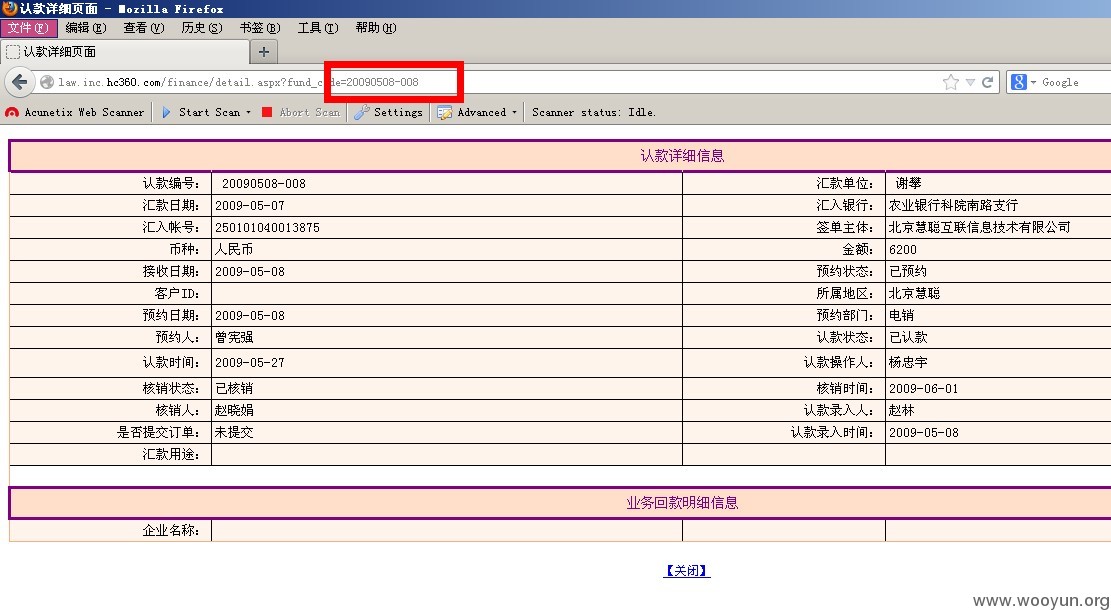 认款详细页面 - Mozilla Firefox
文件(F) 编辑(E) 查看(V) 历史(S) 书签(B) 工具(T) 帮助(H)
认款详细页面 +
law.inc.hc360.com/finance/detail.aspx?fund_code=20090508-008 Google
Acunetix Web Scanner Start Scan Abort Scan Settings Advanced Scanner status: Idle.
认款详细信息
认款编号: 20090508-008 汇款单位: 谢攀
汇款日期: 2009-05-07 汇入银行: 农业银行科院南路支行
汇入帐号: 250101040013875 签单主体: 北京慧聪互联信息技术有限公司
币种: 人民币 金额: 6200
接收日期: 2009-05-08 预约状态: 已预约
客户ID: 所属地区: 北京慧聪
预约日期: 2009-05-08 预约部门: 电销
预约人: 曾宪强 认款状态: 已认款
认款时间: 2009-05-27 认款操作人: 杨忠宇
核销状态: 已核销 核销时间: 2009-06-01
核销人: 赵晓娟 认款录入人: 赵林
是否提交订单: 未提交 认款录入时间: 2009-05-08
汇款用途:
业务回款明细信息
企业名称:
【关闭】
www.wooyun.org